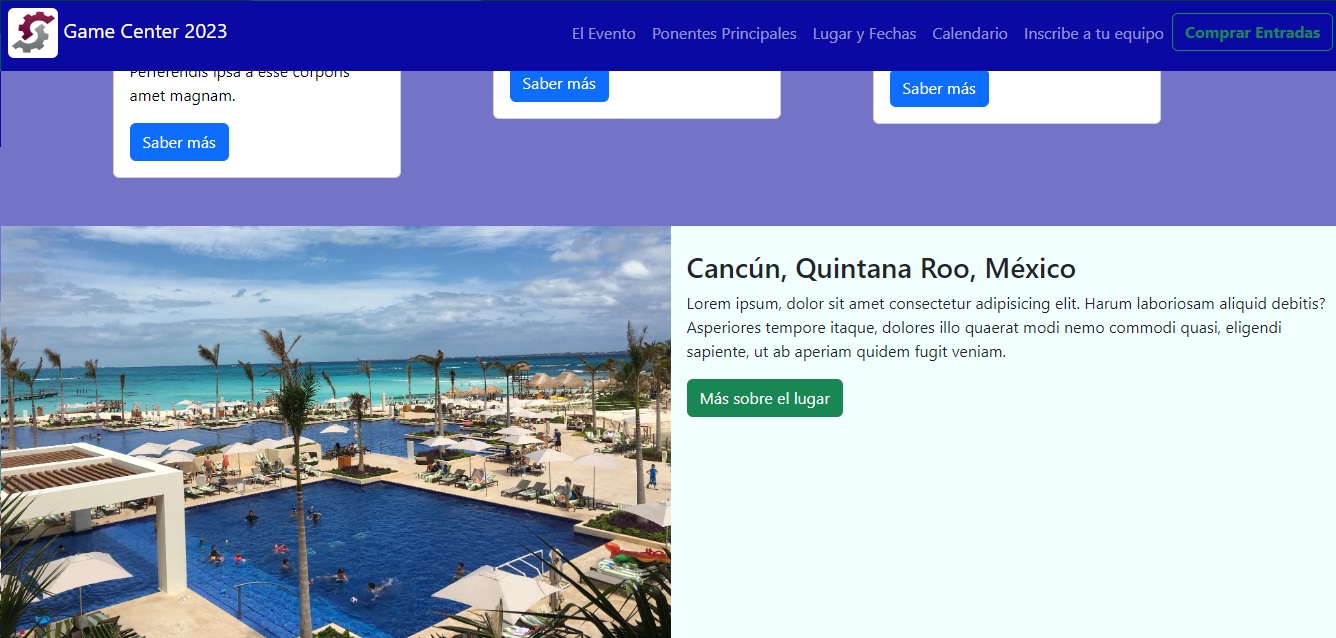 Game Center 2023
El Evento
Ponentes Principales
Lugar y Fechas
Calendario
Inscribe a tu equipo
Comprar Entradas
Perferendis ipsa a esse corporis
amet magnam.
Saber más
Saber más
Saber más
Cancún, Quintana Roo, México
Lorem ipsum, dolor sit amet consectetur adipisicing elit. Harum laboriosam aliquid debitis?
Asperiores tempore itaque, dolores illo quaerat modi nemo commodi quasi, eligendi
sapiente, ut ab aperiam quidem fugit veniam.
Más sobre el lugar